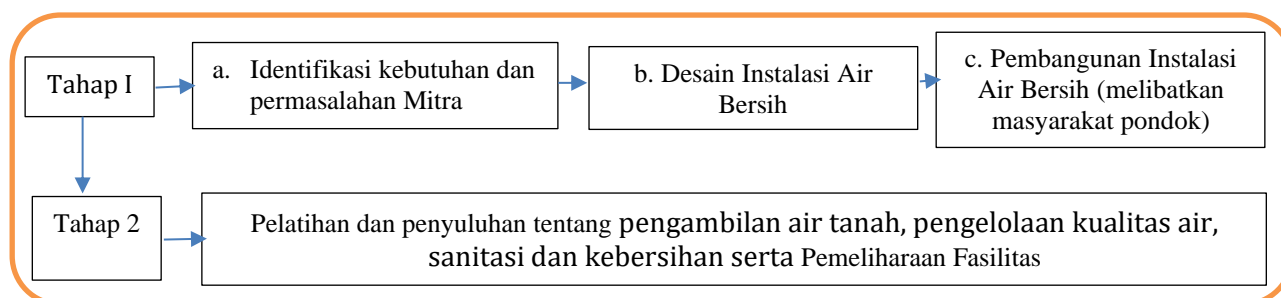 Tahap I
a. Identifikasi kebutuhan dan
permasalahan Mitra
b. Desain Instalasi Air
Bersih
c. Pembangunan Instalasi
Air Bersih (melibatkan
masyarakat pondok)
Tahap 2
Pelatihan dan penyuluhan tentang pengambilan air tanah, pengelolaan kualitas air,
sanitasi dan kebersihan serta Pemeliharaan Fasilitas